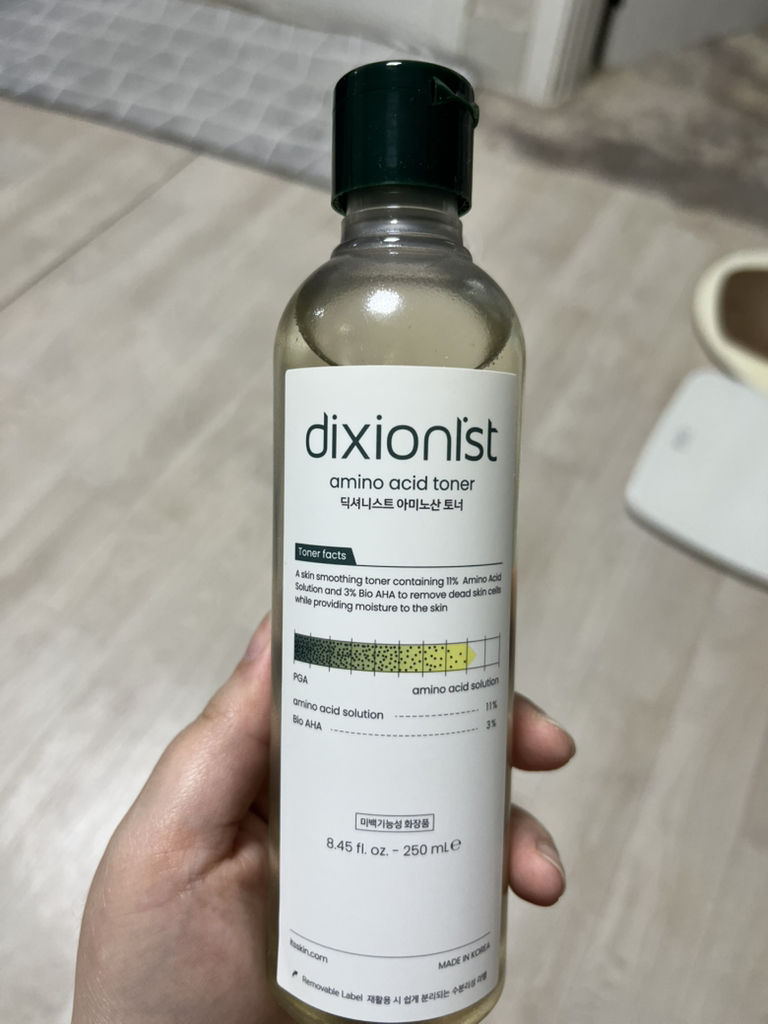 dixionist
amino acid toner
딕셔니스트 아미노산 토너
Toner facts
A skin smoothing toner containing 11% Amino Acid
Solution and 3% Bio AHA to remove dead skin cells
while providing moisture to the skin
PGA amino acid solution
amino acid solution 11%
Bio AHA 3%
미백기능성 화장품
8.45 fl. oz. - 250 mL℮
itsskin.com MADE IN KOREA
Removable Label 재활용 시 쉽게 분리되는 수분리성 라벨